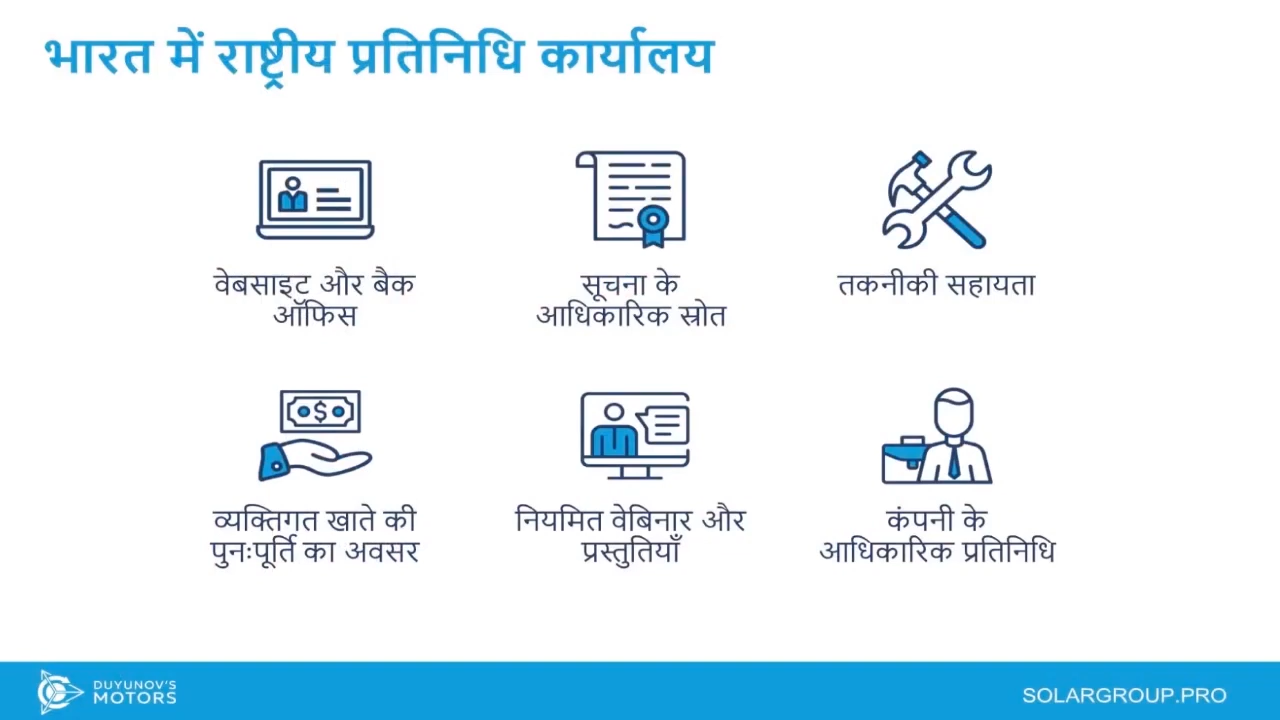 भारत में राष्ट्रीय प्रतिनिधि कार्यालय
वेबसाइट और बैक
ऑफिस
सूचना के
आधिकारिक स्रोत
तकनीकी सहायता
$
व्यक्तिगत खाते की
पुनःपूर्ति का अवसर
नियमित वेबिनार और
प्रस्तुतियाँ
कंपनी के
आधिकारिक प्रतिनिधि
DUYUNOV'S
MOTORS
SOLARGROUP.PRO